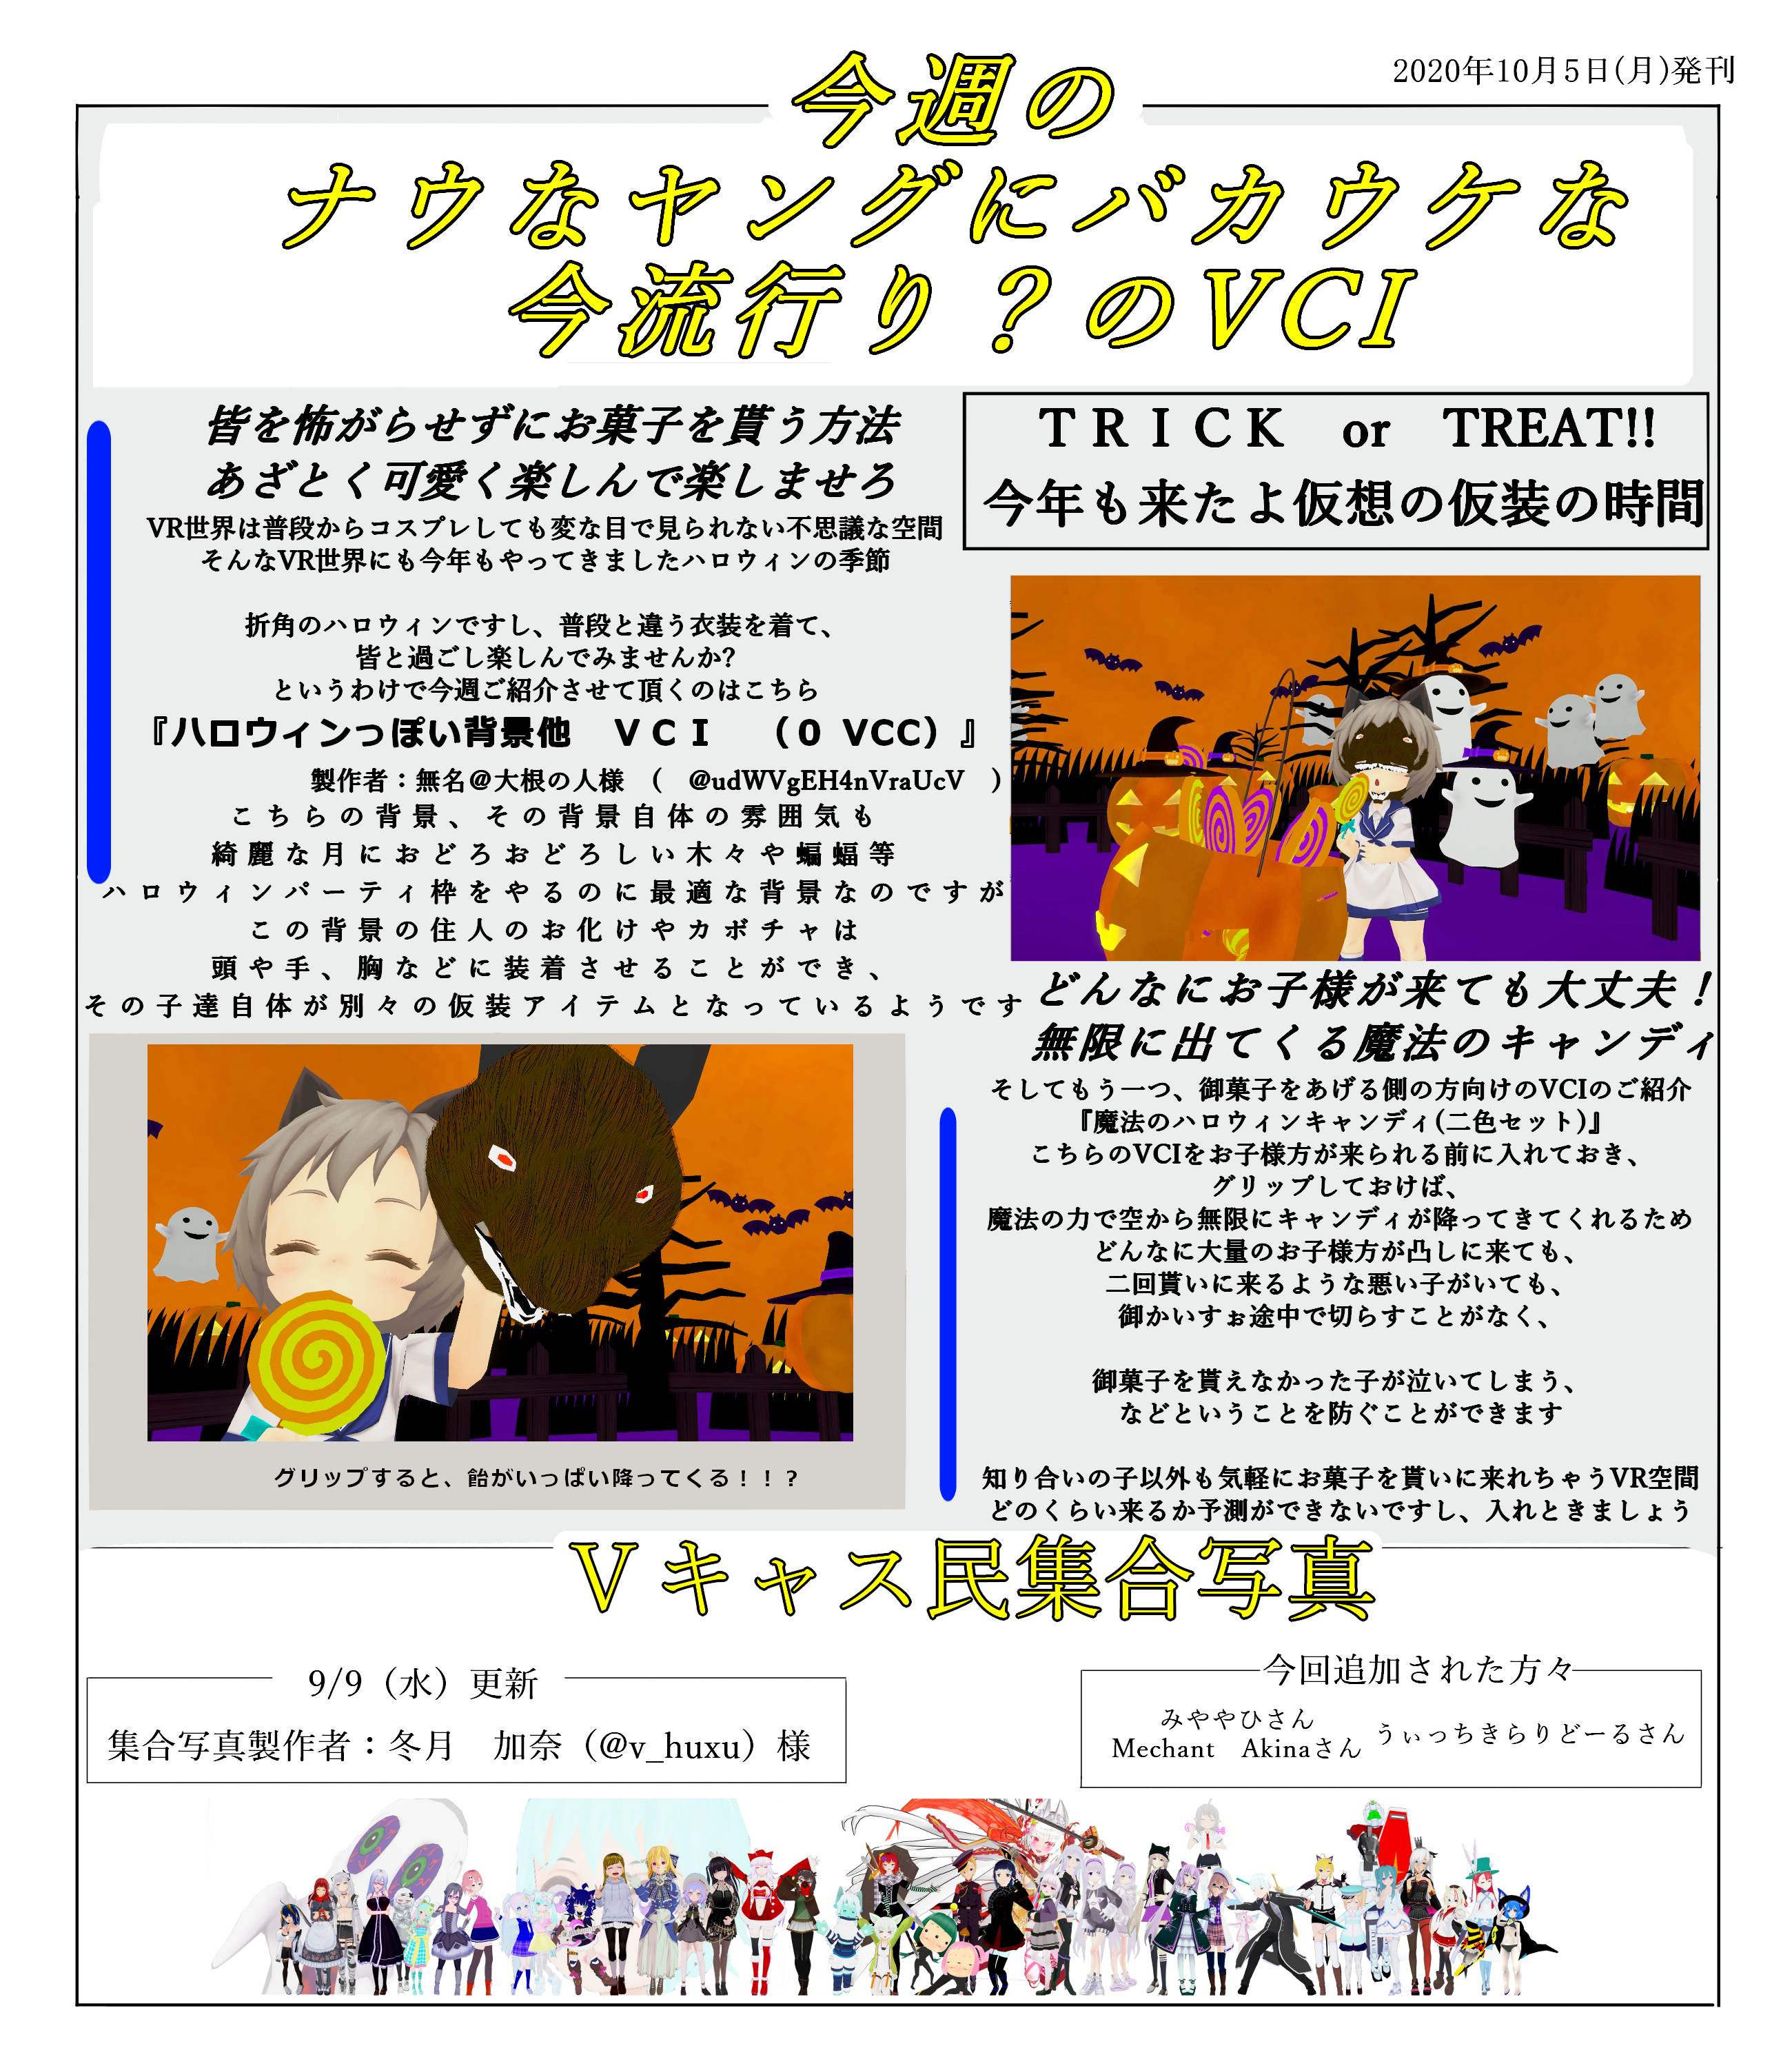 2020年10月5日(月)発刊
今週の
ナウなヤングにバカウケな
今流行り？のVCI
皆を怖がらせずにお菓子を貰う方法
あざとく可愛く楽しんで楽しませろ
VR世界は普段からコスプレしても変な目で見られない不思議な空間
そんなVR世界にも今年もやってきましたハロウィンの季節
折角のハロウィンですし、普段と違う衣装を着て、
皆と過ごし楽しんでみませんか?
というわけで今週ご紹介させて頂くのはこちら
『ハロウィンっぽい背景他　ＶＣＩ　（0 VCC）』
製作者：無名＠大根の人様　(　@udWVgEH4nVraUcV　)
こちらの背景、その背景自体の雰囲気も
綺麗な月におどろおどろしい木々や蝙蝠等
ハロウィンパーティ枠をやるのに最適な背景なのですが
この背景の住人のお化けやカボチャは
頭や手、胸などに装着させることができ、
その子達自体が別々の仮装アイテムとなっているようです
グリップすると、飴がいっぱい降ってくる！！？
ＴＲＩＣＫ　or　TREAT!!
今年も来たよ仮想の仮装の時間
どんなにお子様が来ても大丈夫！
無限に出てくる魔法のキャンディ
そしてもう一つ、御菓子をあげる側の方向けのVCIのご紹介
『魔法のハロウィンキャンディ(二色セット)』
こちらのVCIをお子様方が来られる前に入れておき、
グリップしておけば、
魔法の力で空から無限にキャンディが降ってきてくれるため
どんなに大量のお子様方が凸しに来ても、
二回貰いに来るような悪い子がいても、
御かいすぉ途中で切らすことがなく、
御菓子を貰えなかった子が泣いてしまう、
などということを防ぐことができます
知り合いの子以外も気軽にお菓子を貰いに来れちゃうVR空間
どのくらい来るか予測ができないですし、入れときましょう
Ｖキャス民集合写真
9/9（水）更新
集合写真製作者：冬月　加奈（@v_huxu）様
今回追加された方々
みややひさん
Mechant　Akinaさん
うぃっちきらりどーるさん